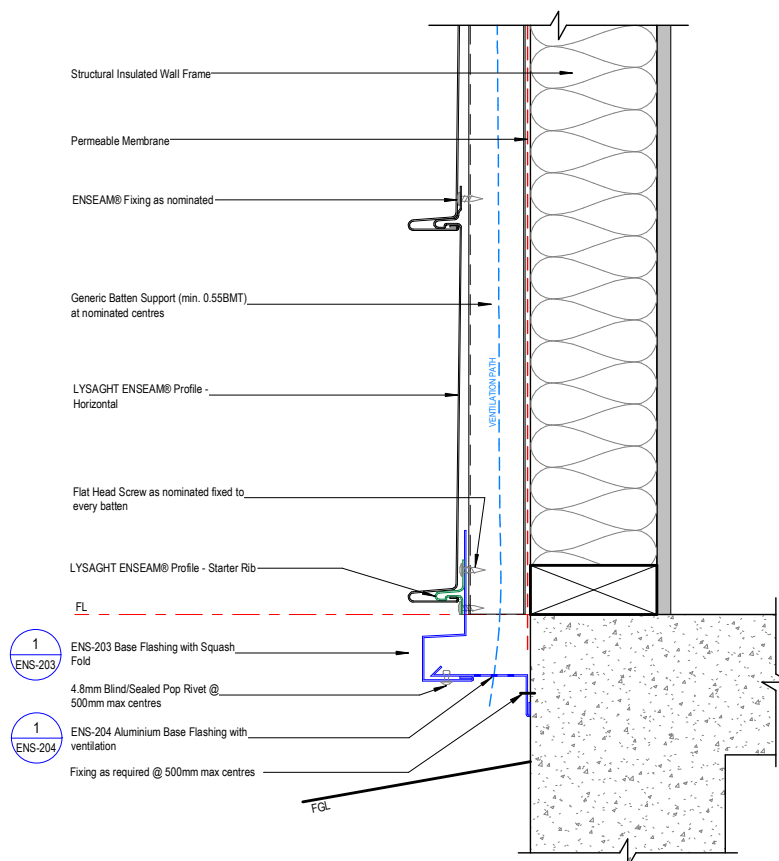 Structural Insulated Wall Frame
Permeable Membrane
ENSEAM® Fixing as nominated
Generic Batten Support (min. 0.55BMT)
at nominated centres
VENTILATION PATH
LYSAGHT ENSEAM® Profile -
Horizontal
Flat Head Screw as nominated fixed to
every batten
LYSAGHT ENSEAM® Profile - Starter Rib
FL
1
ENS-203
ENS-203 Base Flashing with Squash
Fold
4.8mm Blind/Sealed Pop Rivet @
500mm max centres
1
ENS-204
ENS-204 Aluminium Base Flashing with
ventilation
Fixing as required @ 500mm max centres
FGL